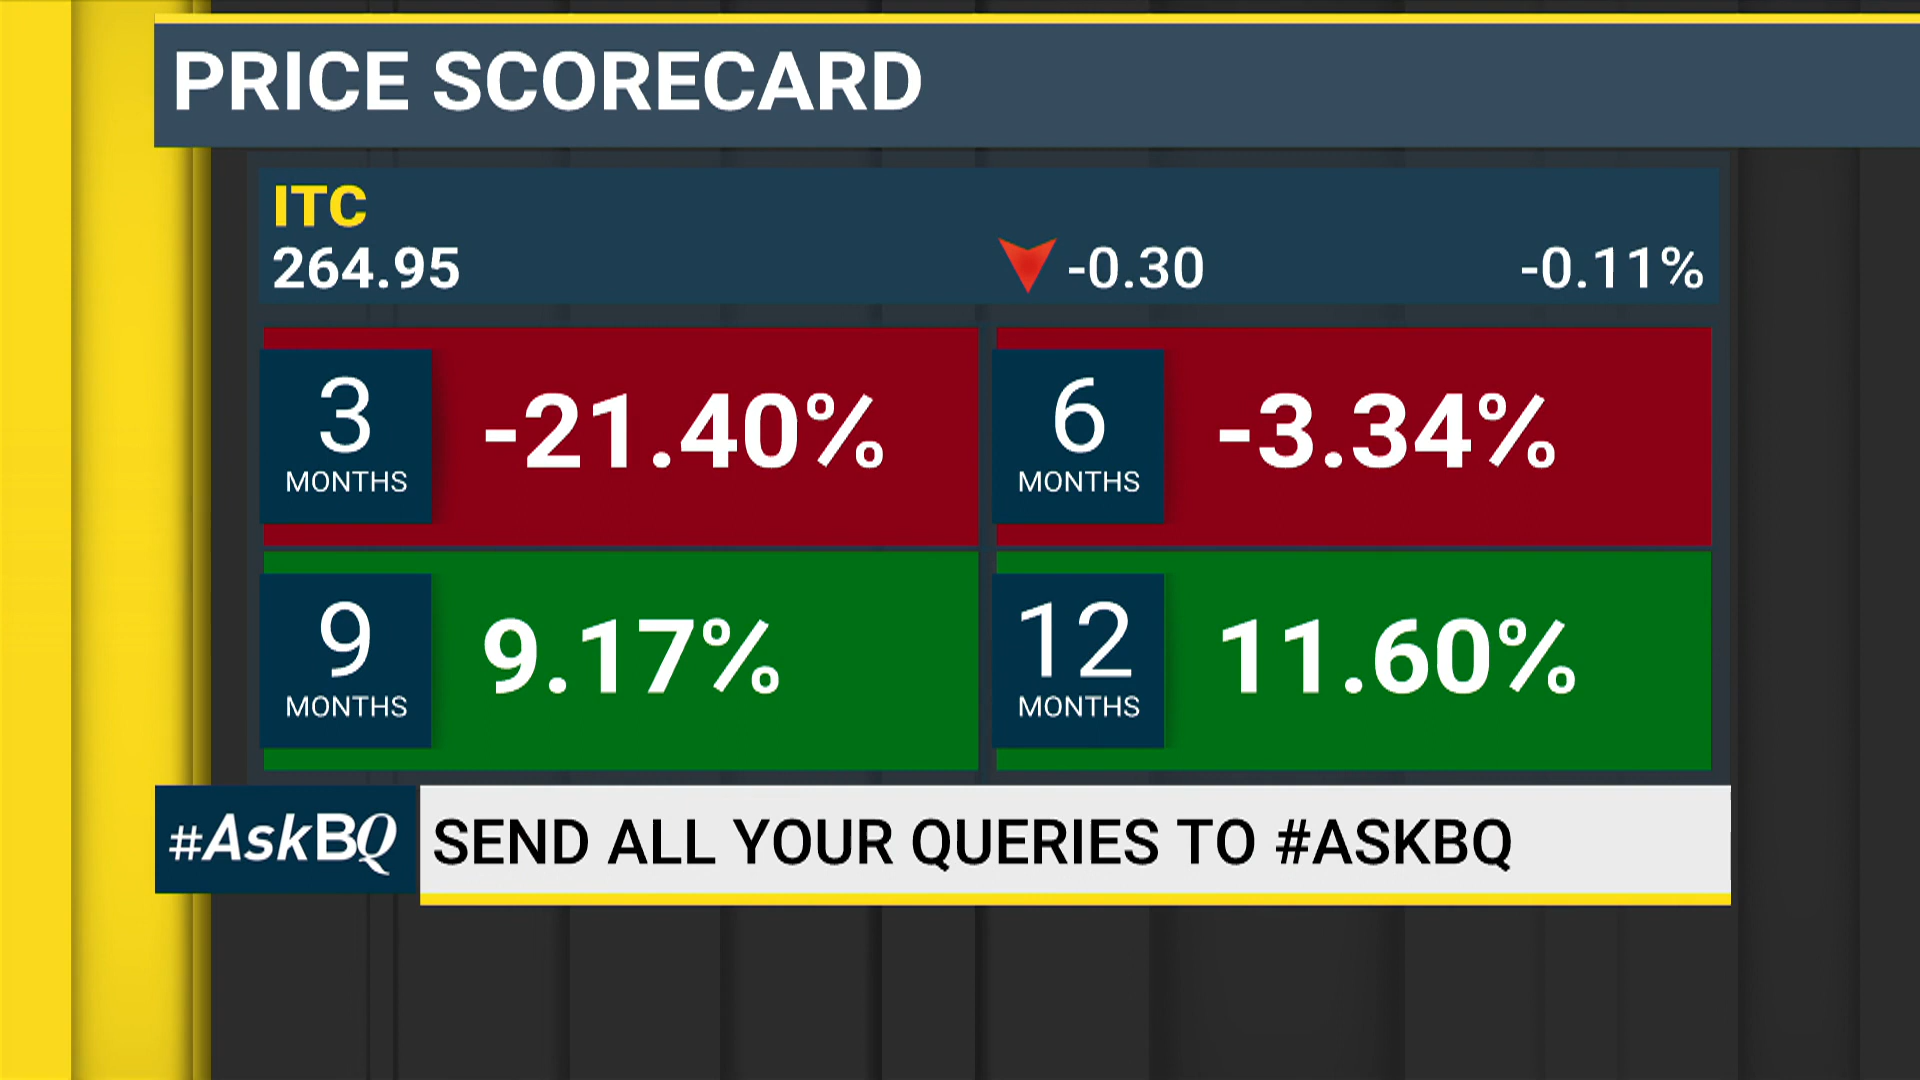 PRICE SCORECARD
ITC
264.95 -0.30 -0.11%
3 MONTHS -21.40%
6 MONTHS -3.34%
9 MONTHS 9.17%
12 MONTHS 11.60%
#AskBQ SEND ALL YOUR QUERIES TO #ASKBQ